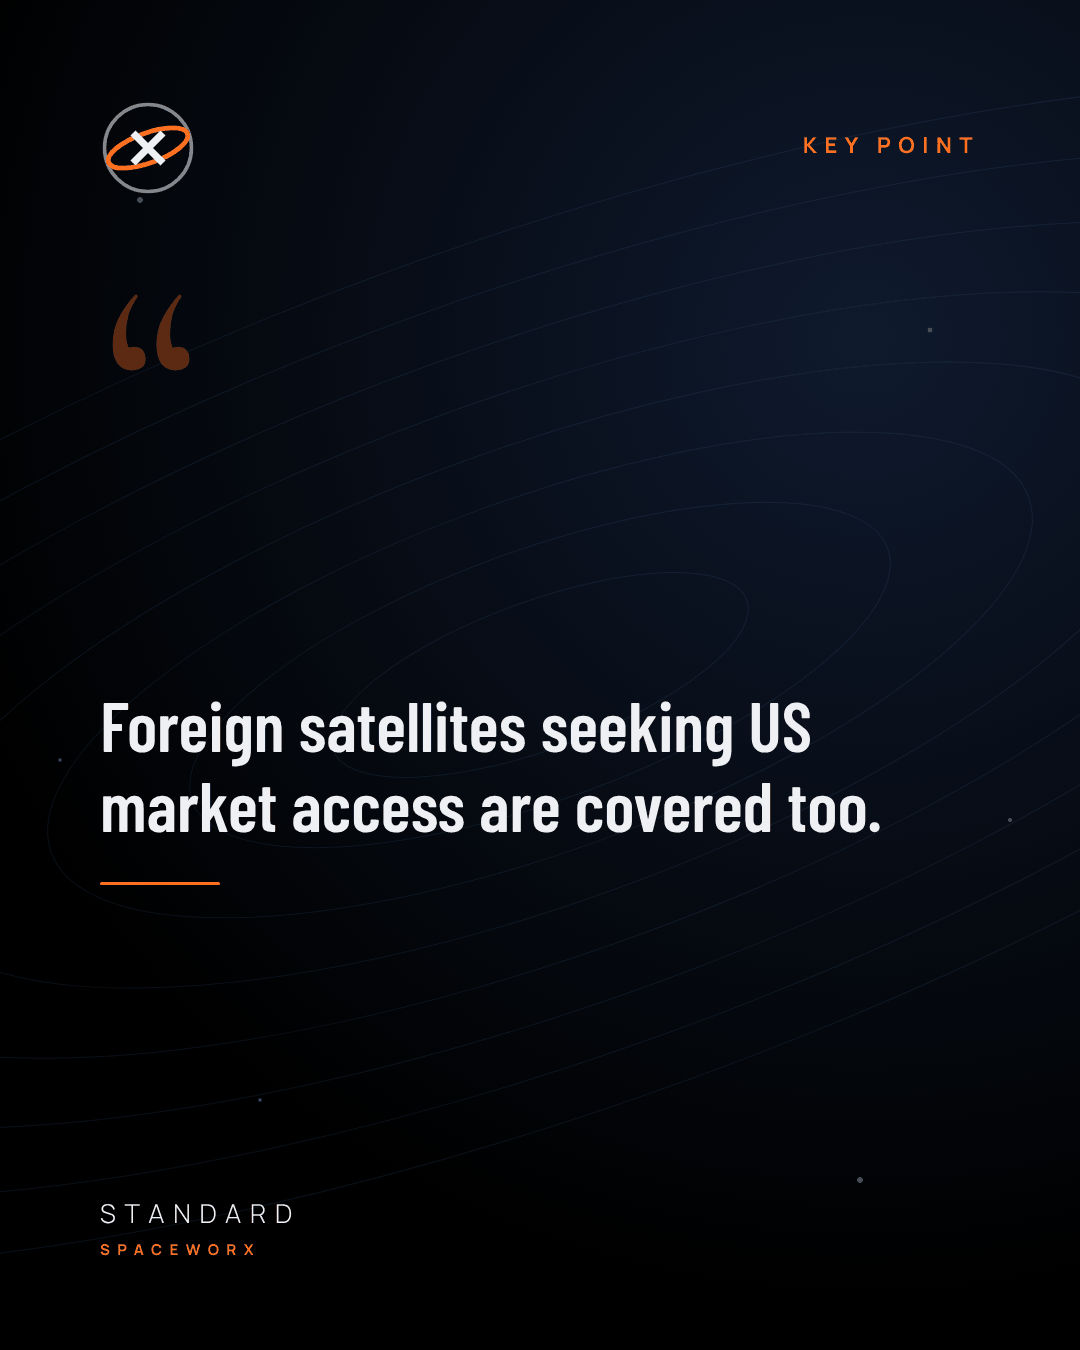 KEY POINT
“
Foreign satellites seeking US
market access are covered too.
STANDARD
SPACEWORX